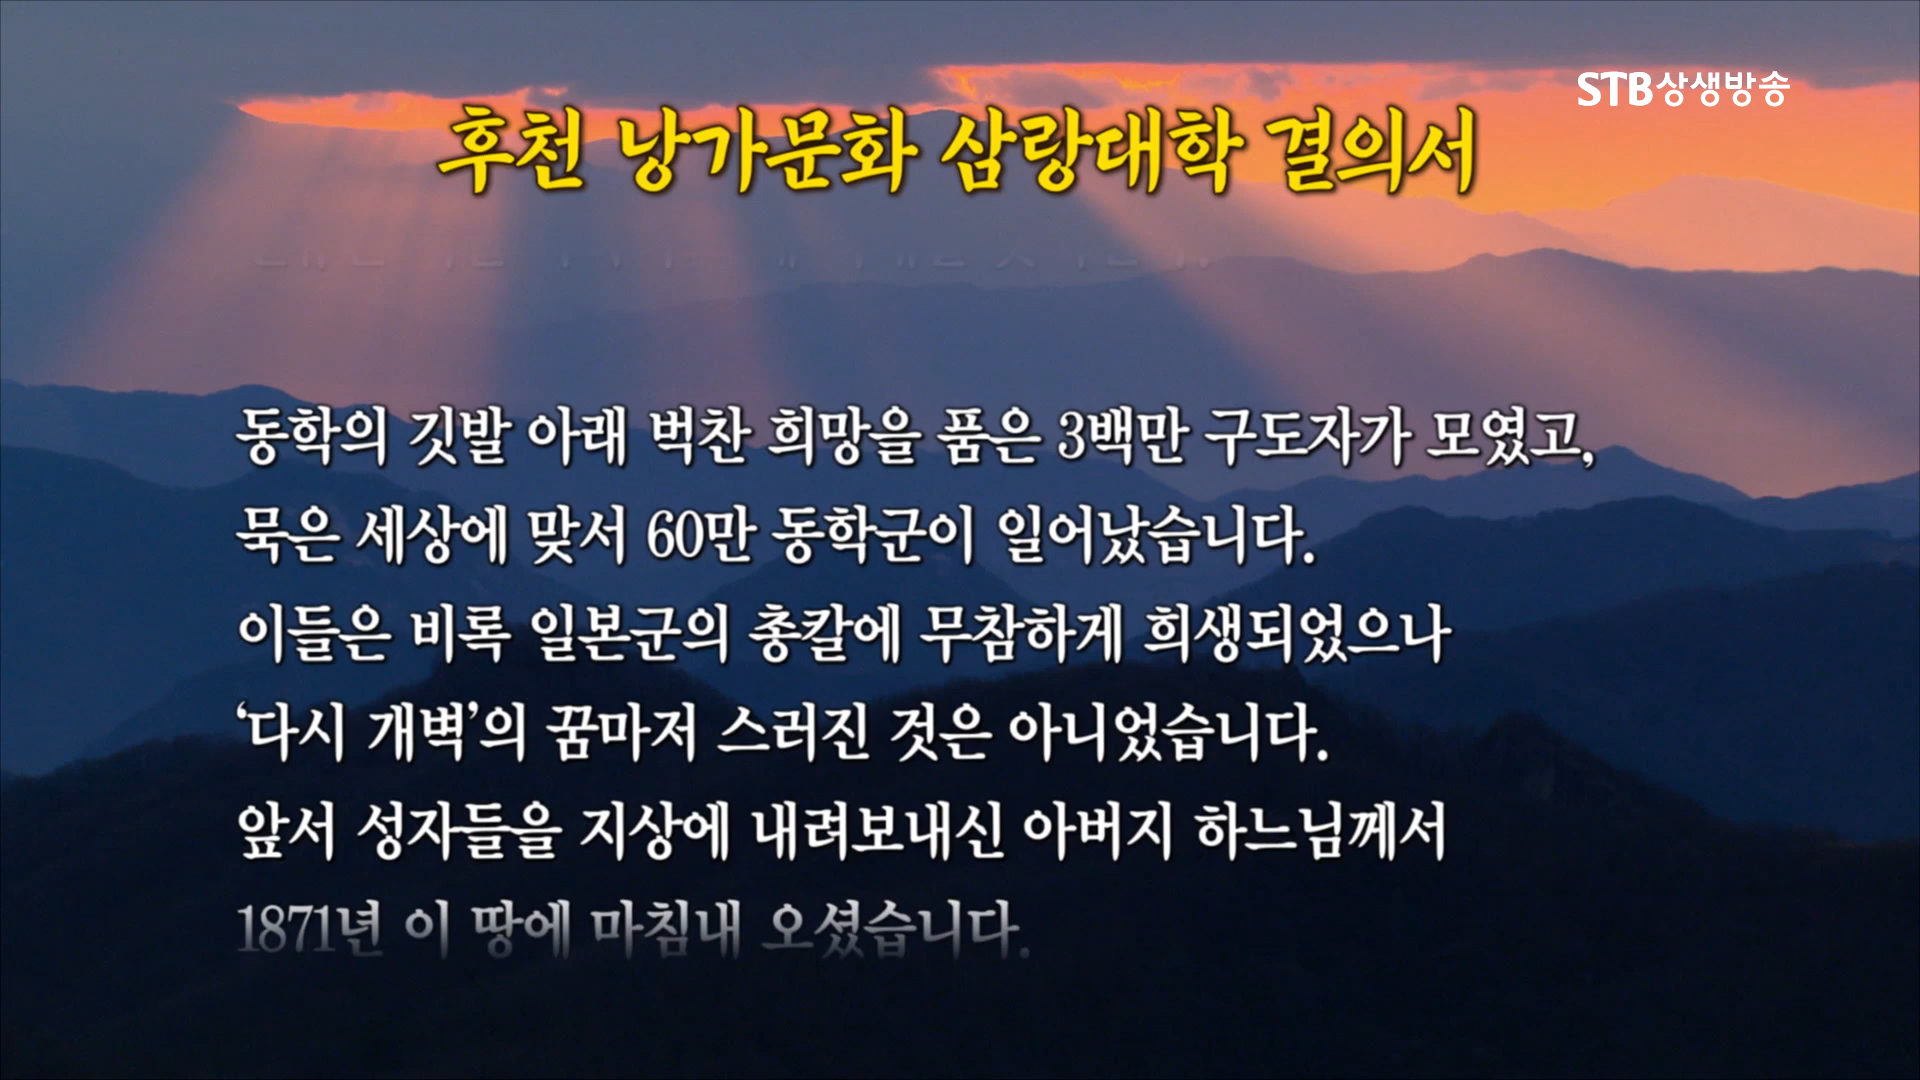 STB상생방송
후천 낭가문화 삼랑대학 결의서
동학의 깃발 아래 벅찬 희망을 품은 3백만 구도자가 모였고,
묵은 세상에 맞서 60만 동학군이 일어났습니다.
이들은 비록 일본군의 총칼에 무참하게 희생되었으나
‘다시 개벽’의 꿈마저 스러진 것은 아니었습니다.
앞서 성자들을 지상에 내려보내신 아버지 하느님께서
1871년 이 땅에 마침내 오셨습니다.